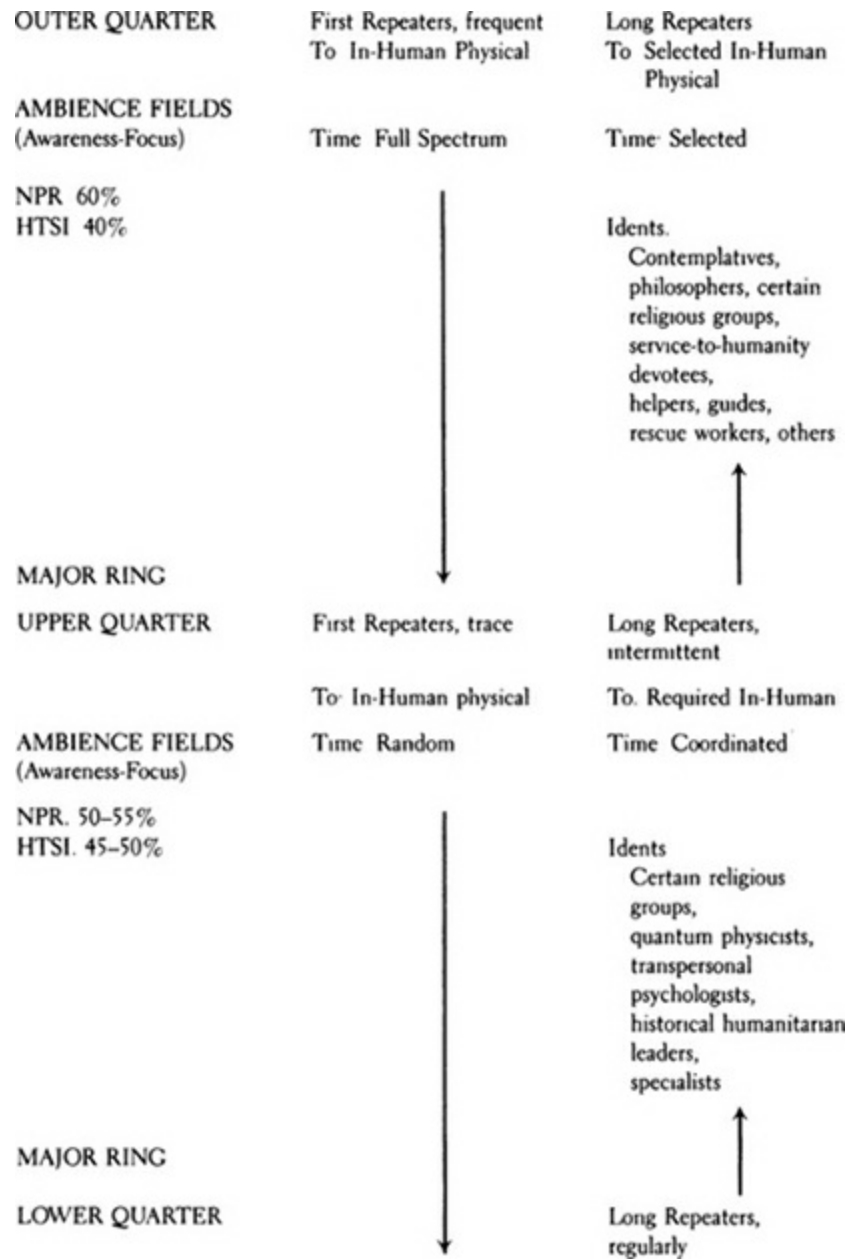 OUTER QUARTER First Repeaters, frequent Long Repeaters
To In-Human Physical To Selected In-Human
Physical
AMBIENCE FIELDS
(Awareness-Focus) Time Full Spectrum Time Selected
NPR 60%
HTSI 40% Idents.
Contemplatives,
philosophers, certain
religious groups,
service-to-humanity
devotees,
helpers, guides,
rescue workers, others
MAJOR RING
UPPER QUARTER First Repeaters, trace Long Repeaters,
intermittent
To In-Human physical To. Required In-Human
AMBIENCE FIELDS Time Random Time Coordinated
(Awareness-Focus)
NPR. 50–55%
HTSI. 45–50% Idents
Certain religious
groups,
quantum physicists,
transpersonal
psychologists,
historical humanitarian
leaders,
specialists
MAJOR RING
LOWER QUARTER Long Repeaters,
regularly